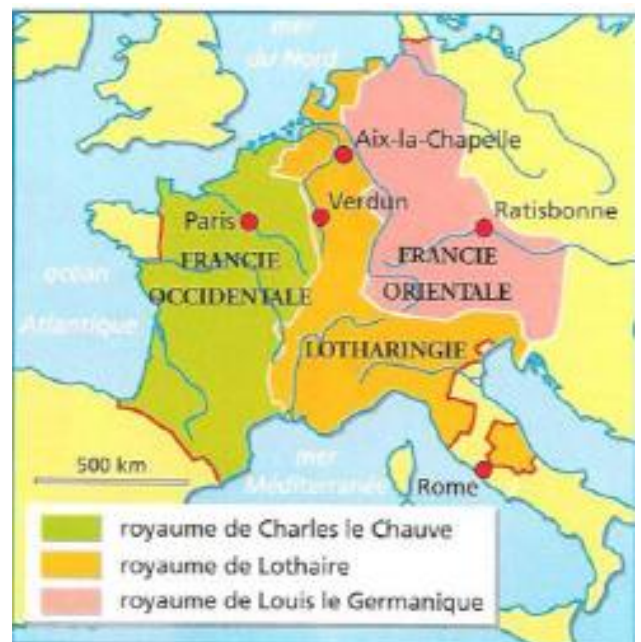 mer
du Nord
Aix-la-Chapelle
Paris
Verdun
Ratisbonne
FRANCIE
OCCIDENTALE
FRANCIE
ORIENTALE
océan
Atlantique
LOTHARINGIE
500 km
mer
Méditerranée
Rome
royaume de Charles le Chauve
royaume de Lothaire
royaume de Louis le Germanique